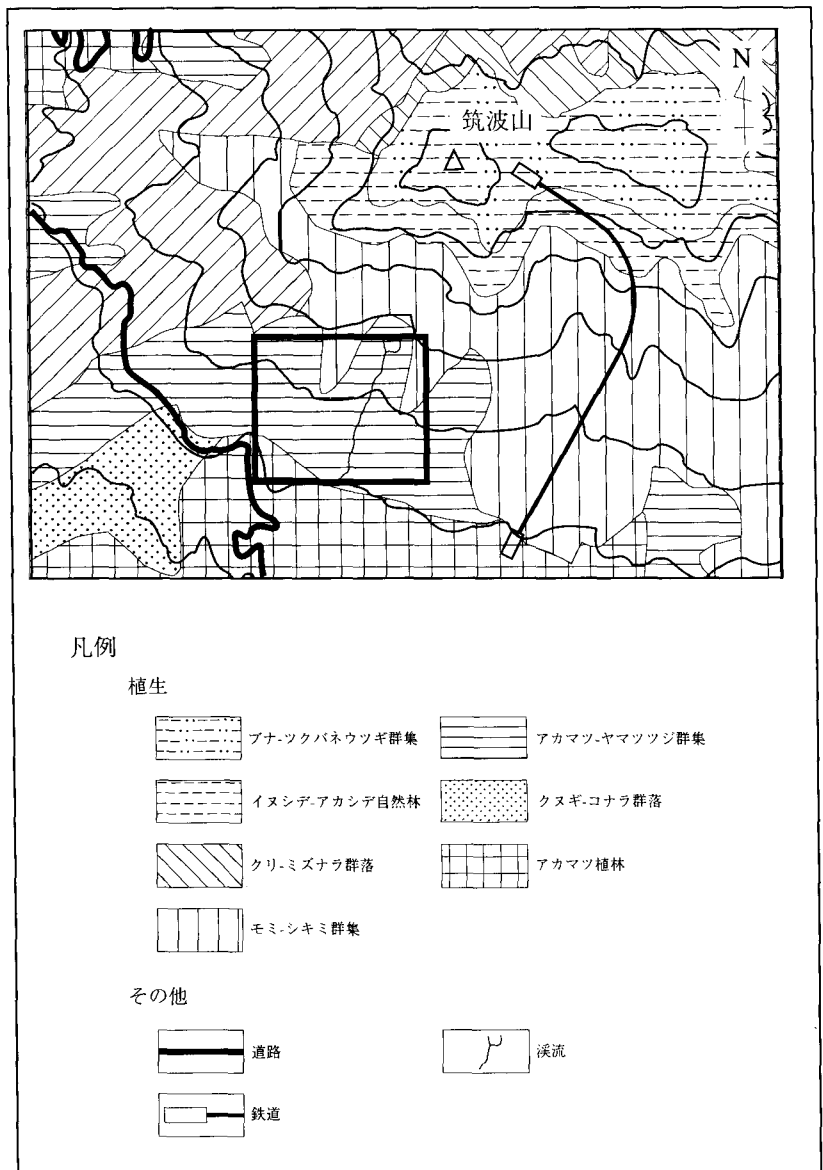 N
筑波山
凡例
植生
ブナ-ツクバネウツギ群集
アカマツ-ヤマツツジ群集
イヌシデ-アカシデ自然林
クヌギ-コナラ群落
クリ-ミズナラ群落
アカマツ植林
モミ-シキミ群集
その他
道路
渓流
鉄道